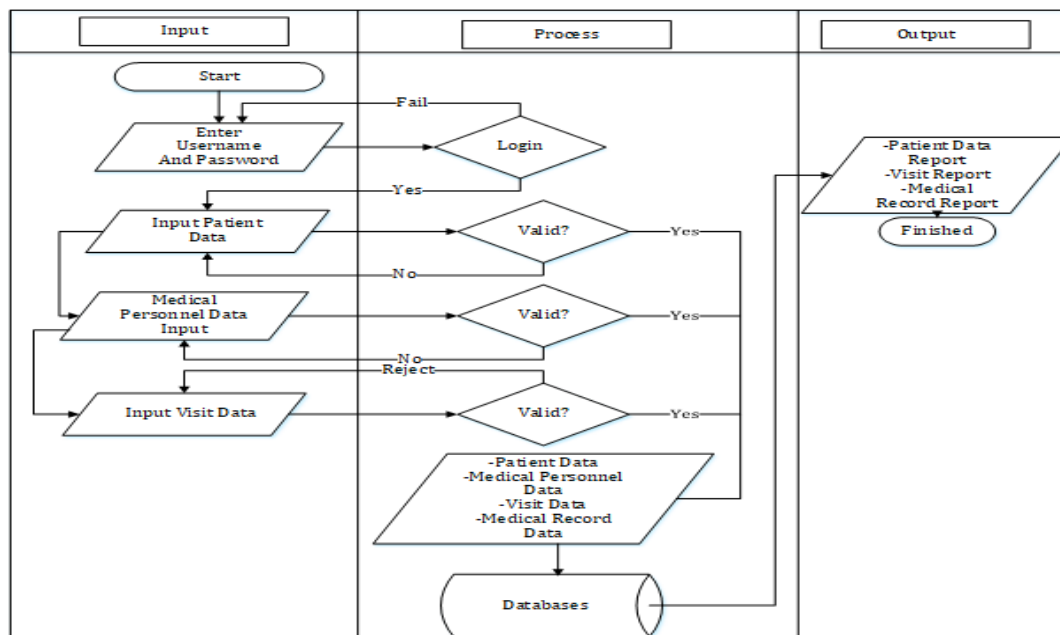 Input
Process
Output
Start
Fail
Enter
Username
And Password
Login
-Patient Data
Report
-Visit Report
-Medical
Record Report
Yes
Input Patient
Data
Valid?
Yes
Finished
No
Medical
Personnel Data
Input
Valid?
Yes
No
Reject
Input Visit Data
Valid?
Yes
-Patient Data
-Medical Personnel
Data
-Visit Data
-Medical Record
Data
Databases